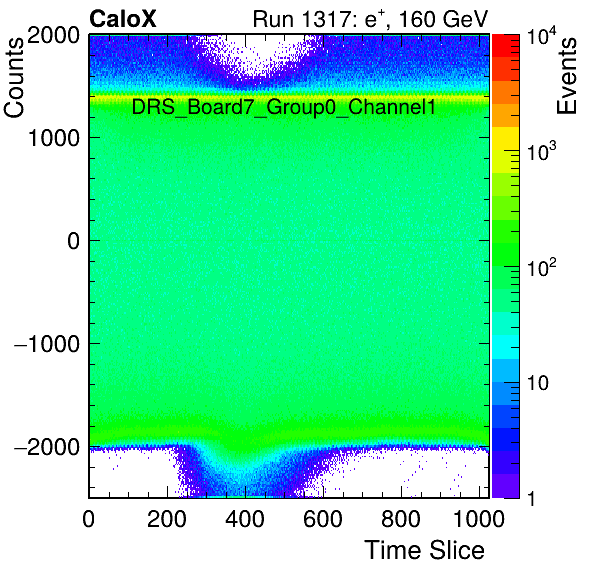 CaloX Run 1317: e⁺, 160 GeV
Counts
Events
DRS_Board7_Group0_Channel1
2000
1000
0
−1000
−2000
0 200 400 600 800 1000
Time Slice
10⁴
10³
10²
10
1